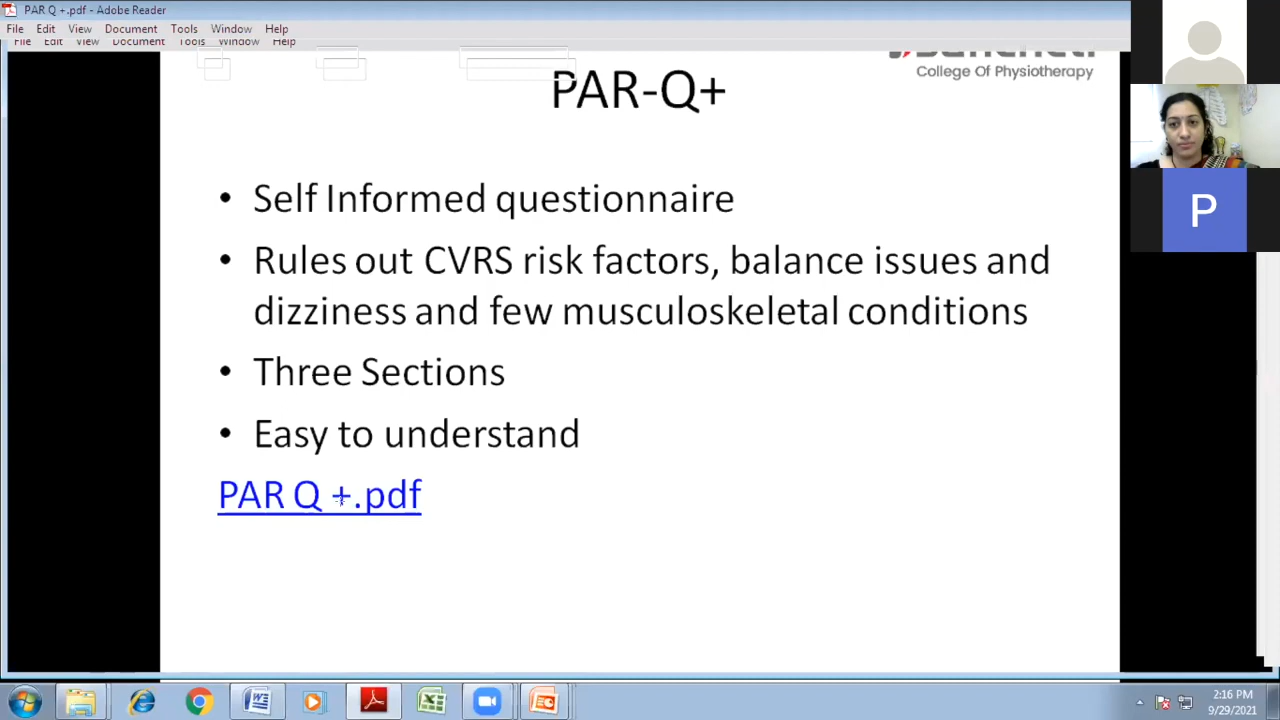 PAR Q +.pdf - Adobe Reader
File Edit View Document Tools Window Help
File Edit View Document Tools Window Help
College Of Physiotherapy
PAR-Q+
• Self Informed questionnaire
• Rules out CVRS risk factors, balance issues and
dizziness and few musculoskeletal conditions
• Three Sections
• Easy to understand
PAR Q +.pdf
P
2:16 PM
9/29/2021